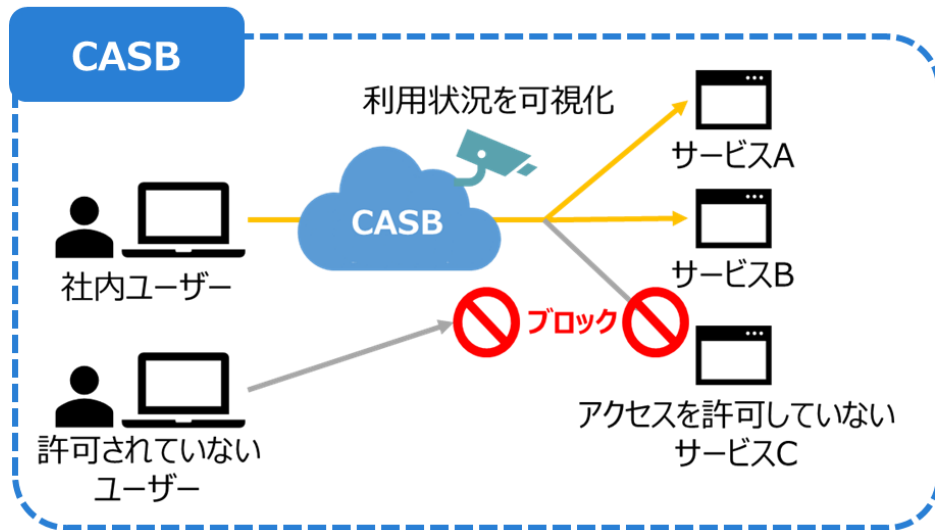 CASB
利用状況を可視化
CASB
サービスA
サービスB
社内ユーザー
ブロック
アクセスを許可していない
サービスC
許可されていない
ユーザー